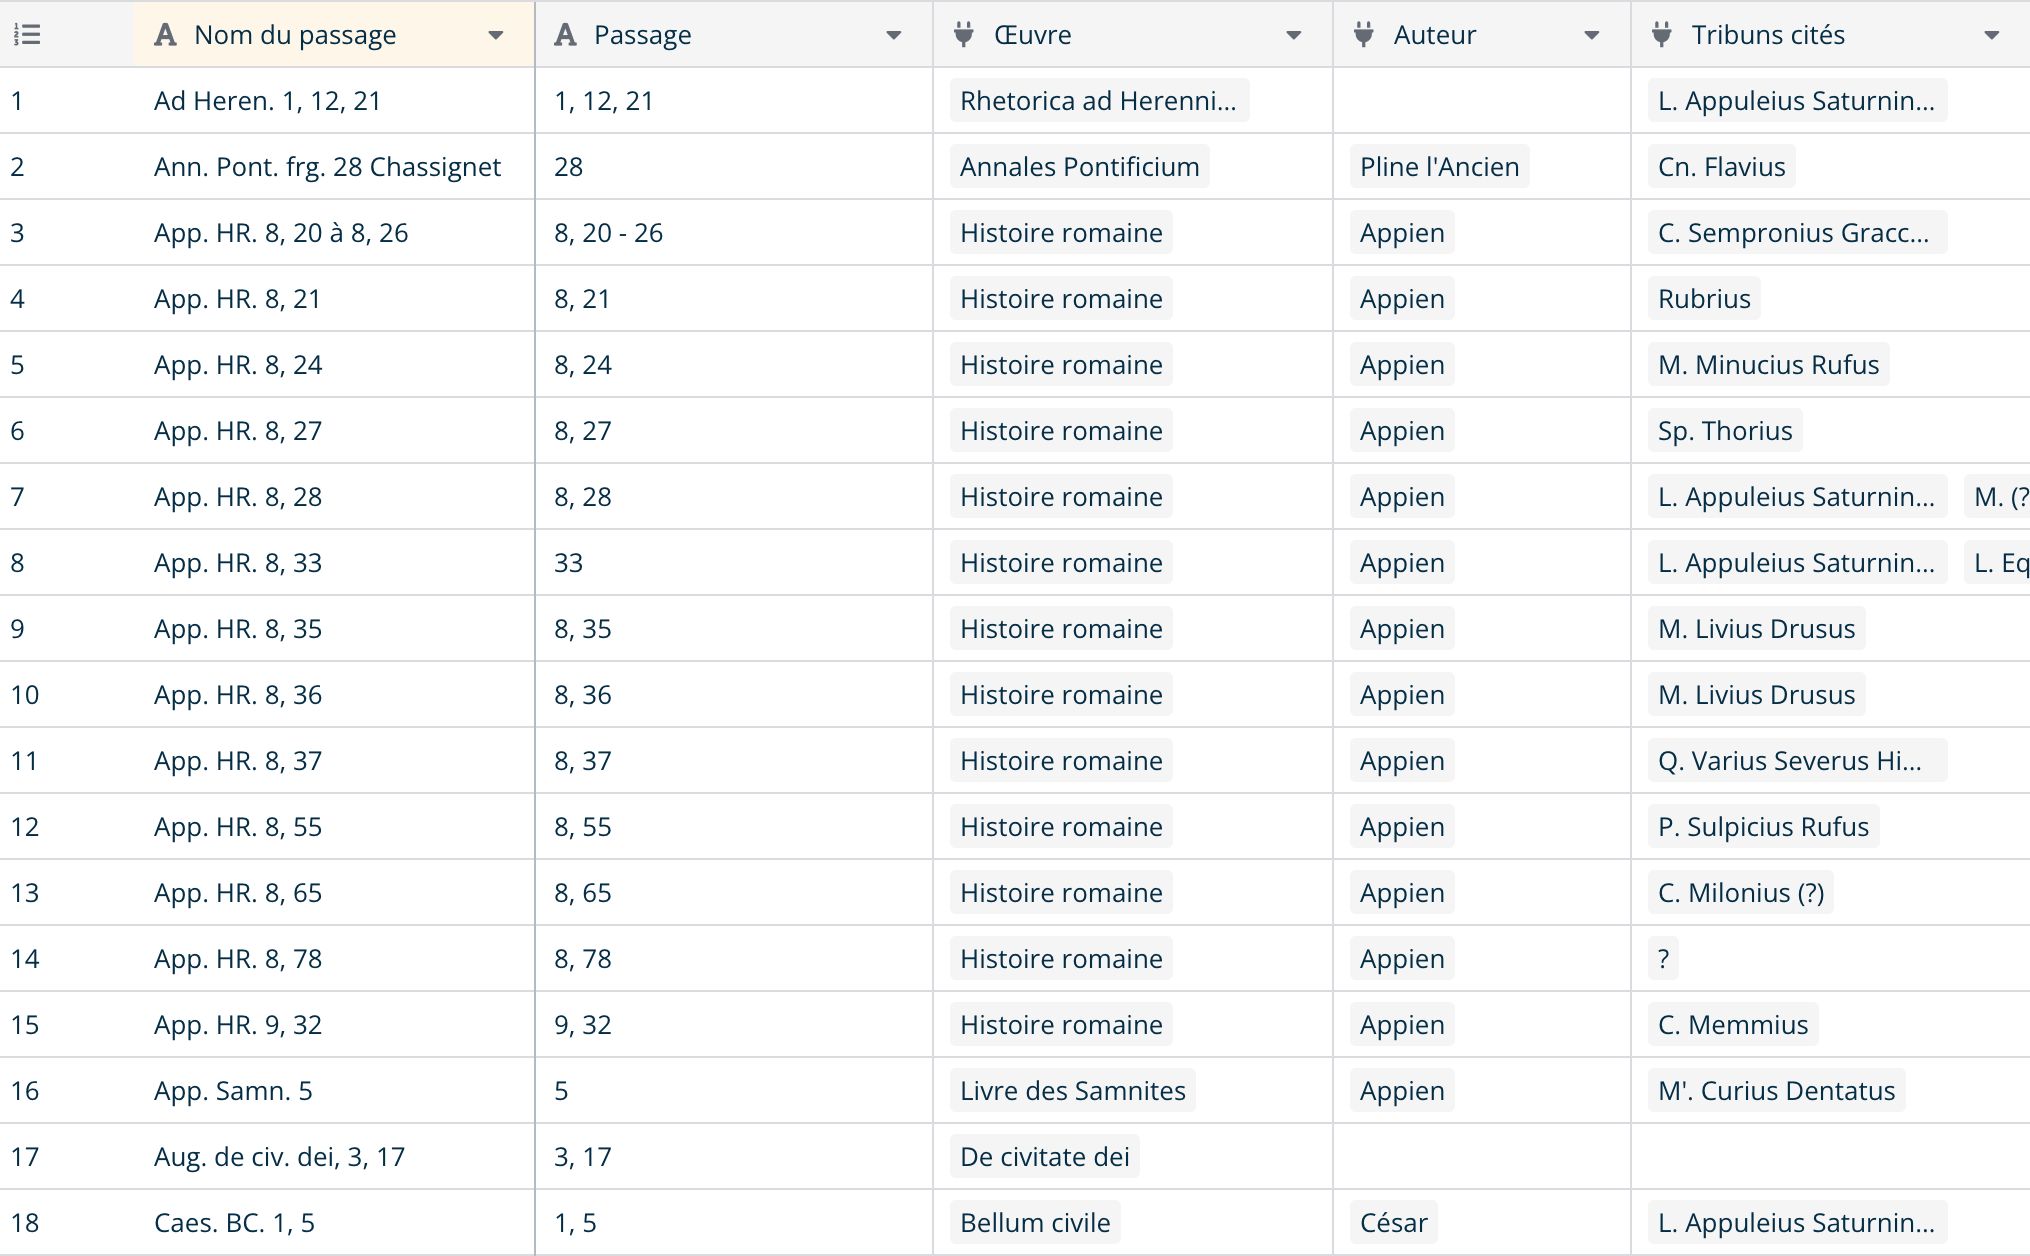 Nom du passage Passage Œuvre Auteur Tribuns cités
1 Ad Heren. 1, 12, 21 1, 12, 21 Rhetorica ad Herenni... L. Appuleius Saturnin...
2 Ann. Pont. frg. 28 Chassignet 28 Annales Pontificium Pline l'Ancien Cn. Flavius
3 App. HR. 8, 20 à 8, 26 8, 20 - 26 Histoire romaine Appien C. Sempronius Gracc...
4 App. HR. 8, 21 8, 21 Histoire romaine Appien Rubrius
5 App. HR. 8, 24 8, 24 Histoire romaine Appien M. Minucius Rufus
6 App. HR. 8, 27 8, 27 Histoire romaine Appien Sp. Thorius
7 App. HR. 8, 28 8, 28 Histoire romaine Appien L. Appuleius Saturnin... M. (?
8 App. HR. 8, 33 33 Histoire romaine Appien L. Appuleius Saturnin... L. Eq
9 App. HR. 8, 35 8, 35 Histoire romaine Appien M. Livius Drusus
10 App. HR. 8, 36 8, 36 Histoire romaine Appien M. Livius Drusus
11 App. HR. 8, 37 8, 37 Histoire romaine Appien Q. Varius Severus Hi...
12 App. HR. 8, 55 8, 55 Histoire romaine Appien P. Sulpicius Rufus
13 App. HR. 8, 65 8, 65 Histoire romaine Appien C. Milonius (?)
14 App. HR. 8, 78 8, 78 Histoire romaine Appien ?
15 App. HR. 9, 32 9, 32 Histoire romaine Appien C. Memmius
16 App. Samn. 5 5 Livre des Samnites Appien M'. Curius Dentatus
17 Aug. de civ. dei, 3, 17 3, 17 De civitate dei
18 Caes. BC. 1, 5 1, 5 Bellum civile César L. Appuleius Saturnin...